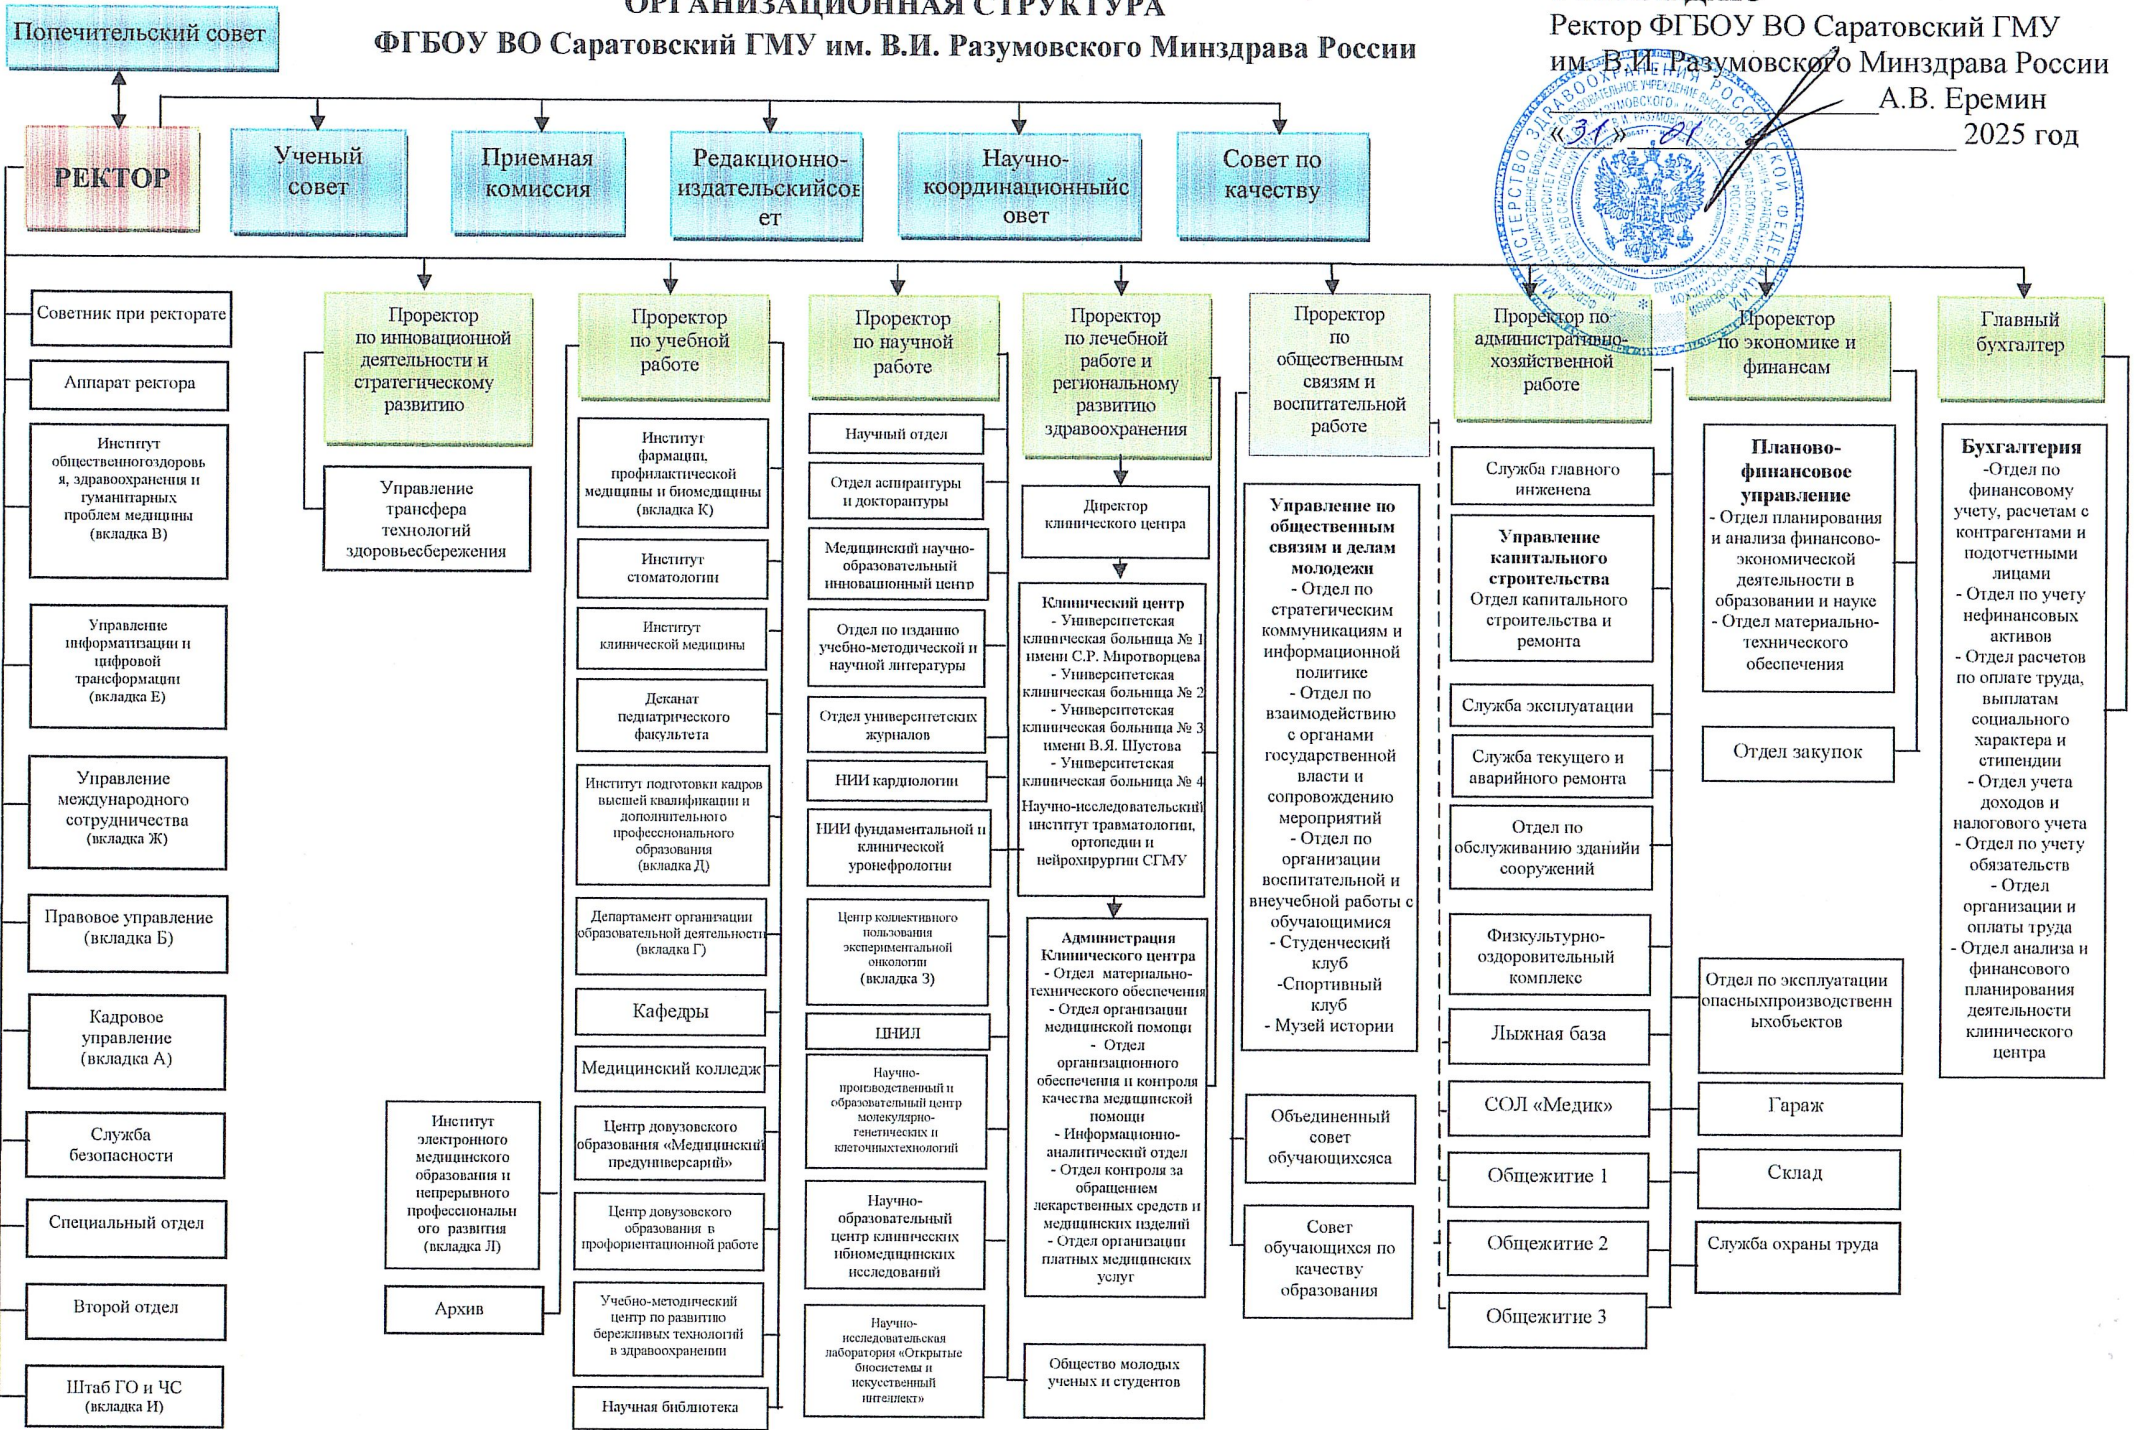 ОРГАНИЗАЦИОННАЯ СТРУКТУРА
ФГБОУ ВО Саратовский ГМУ им. В.И. Разумовского Минздрава России
Ректор ФГБОУ ВО Саратовский ГМУ
им. В.И. Разумовского Минздрава России
А.В. Еремин
«31» 01 2025 год
Попечительский совет
РЕКТОР
Ученый
совет
Приемная
комиссия
Редакционно-
издательскийсов
ет
Научно-
координационныйс
овет
Совет по
качеству
Советник при ректорате
Аппарат ректора
Институт
общественногоздоровь
я, здравоохранения и
гуманитарных
проблем медицины
(вкладка В)
Управление
информатизации и
цифровой
трансформации
(вкладка Е)
Управление
международного
сотрудничества
(вкладка Ж)
Правовое управление
(вкладка Б)
Кадровое
управление
(вкладка А)
Служба
безопасности
Специальный отдел
Второй отдел
Штаб ГО и ЧС
(вкладка И)
Проректор
по инновационной
деятельности и
стратегическому
развитию
Управление
трансфера
технологий
здоровьесбережения
Институт
электронного
медицинского
образования и
непрерывного
профессиональн
ого развития
(вкладка Л)
Архив
Проректор
по учебной
работе
Институт
фармации,
профилактической
медицины и биомедицины
(вкладка К)
Институт
стоматологии
Институт
клинической медицины
Деканат
педиатрического
факультета
Институт подготовки кадров
высшей квалификации и
дополнительного
профессионального
образования
(вкладка Д)
Департамент организации
образовательной деятельности
(вкладка Г)
Кафедры
Медицинский колледж
Центр довузовского
образования «Медицинский
предуниверсарий»
Центр довузовского
образования в
профориентационной работе
Учебно-методический
центр по развитию
бережливых технологий
в здравоохранении
Научная библиотека
Проректор
по научной
работе
Научный отдел
Отдел аспирантуры
и докторантуры
Медицинский научно-
образовательный
инновационный центр
Отдел по изданию
учебно-методической и
научной литературы
Отдел университетских
журналов
НИИ кардиологии
НИИ фундаментальной и
клинической
уронефрологии
Центр коллективного
пользования
экспериментальной
онкологии
(вкладка З)
ЦНИЛ
Научно-
производственный и
образовательный центр
молекулярно-
генетических и
клеточныхтехнологий
Научно-
образовательный
центр клинических
ибиомедицинских
исследований
Научно-
исследовательская
лаборатория «Открытые
биосистемы и
искусственный
интеллект»
Проректор
по лечебной
работе и
региональному
развитию
здравоохранения
Директор
клинического центра
Клинический центр
- Университетская
клиническая больница № 1
имени С.Р. Миротворцева
- Университетская
клиническая больница № 2
- Университетская
клиническая больница № 3
имени В.Я. Шустова
- Университетская
клиническая больница № 4
Научно-исследовательский
институт травматологии,
ортопедии и
нейрохирургии СГМУ
Администрация
Клинического центра
- Отдел материально-
технического обеспечения
- Отдел организации
медицинской помощи
- Отдел
организационного
обеспечения и контроля
качества медицинской
помощи
- Информационно-
аналитический отдел
- Отдел контроля за
обращением
лекарственных средств и
медицинских изделий
- Отдел организации
платных медицинских
услуг
Общество молодых
ученых и студентов
Проректор
по
общественным
связям и
воспитательной
работе
Управление по
общественным
связям и делам
молодежи
- Отдел по
стратегическим
коммуникациям и
информационной
политике
- Отдел по
взаимодействию
с органами
государственной
власти и
сопровождению
мероприятий
- Отдел по
организации
воспитательной и
внеучебной работы с
обучающимися
- Студенческий
клуб
-Спортивный
клуб
- Музей истории
Объединенный
совет
обучающихсяса
Совет
обучающихся по
качеству
образования
Проректор по
административно-
хозяйственной
работе
Служба главного
инженера
Управление
капитального
строительства
Отдел капитального
строительства и
ремонта
Служба эксплуатации
Служба текущего и
аварийного ремонта
Отдел по
обслуживанию зданийи
сооружений
Физкультурно-
оздоровительный
комплекс
Лыжная база
СОЛ «Медик»
Общежитие 1
Общежитие 2
Общежитие 3
Проректор
по экономике и
финансам
Планово-
финансовое
управление
- Отдел планирования
и анализа финансово-
экономической
деятельности в
образовании и науке
- Отдел материально-
технического
обеспечения
Отдел закупок
Отдел по эксплуатации
опасныхпроизводственн
ыхобъектов
Гараж
Склад
Служба охраны труда
Главный
бухгалтер
Бухгалтерия
-Отдел по
финансовому
учету, расчетам с
контрагентами и
подотчетными
лицами
- Отдел по учету
нефинансовых
активов
- Отдел расчетов
по оплате труда,
выплатам
социального
характера и
стипендии
- Отдел учета
доходов и
налогового учета
- Отдел по учету
обязательств
- Отдел
организации и
оплаты труда
- Отдел анализа и
финансового
планирования
деятельности
клинического
центра
МИНИСТЕРСТВО ЗДРАВООХРАНЕНИЯ РОССИЙСКОЙ ФЕДЕРАЦИИ